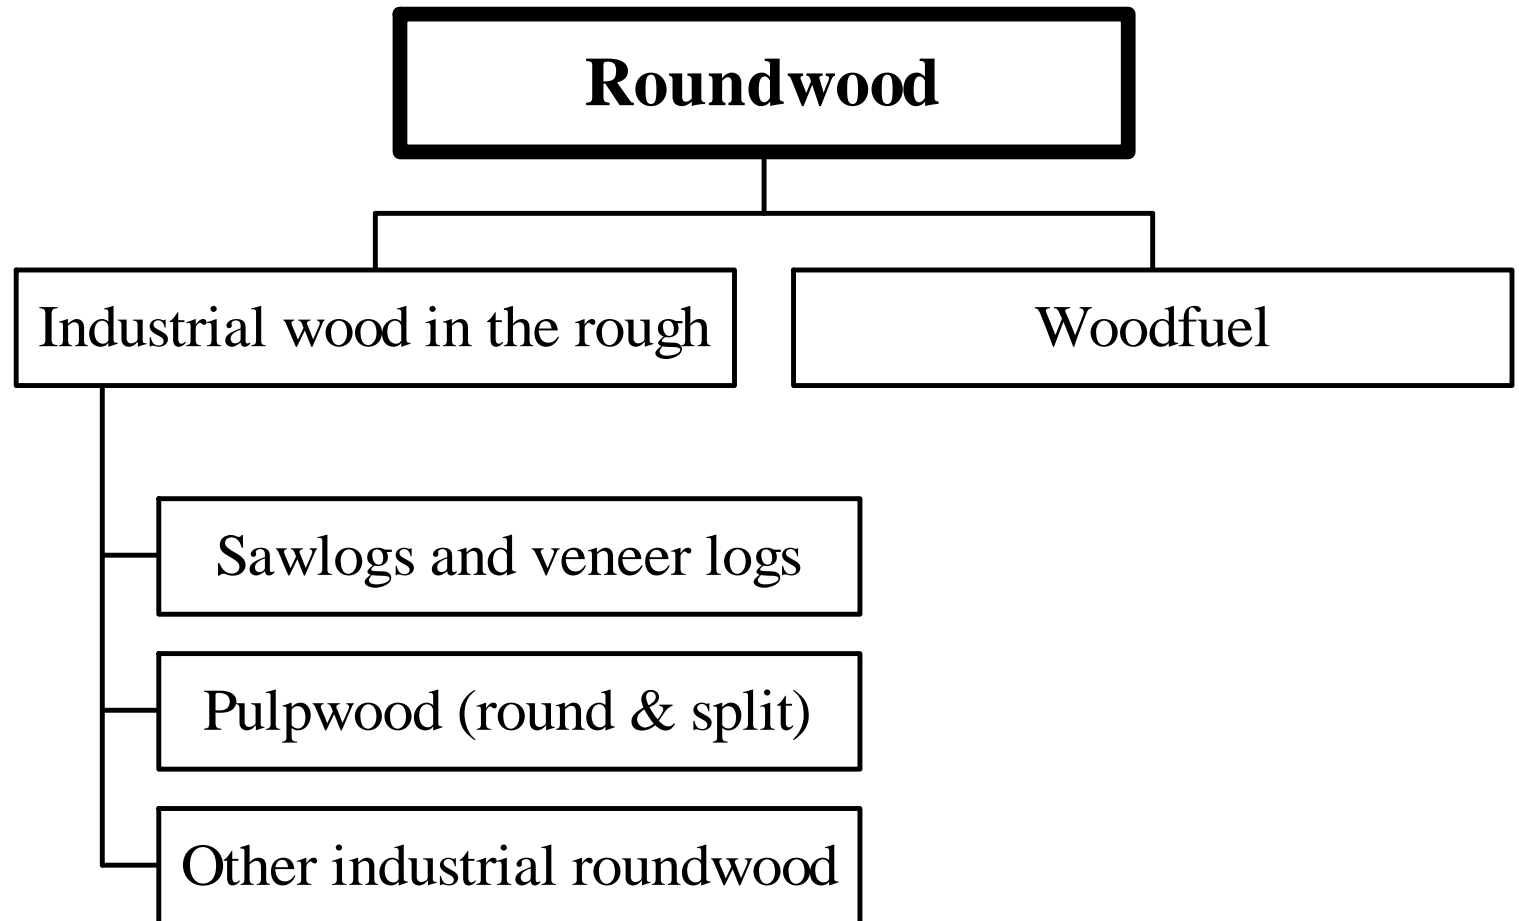 Roundwood
Industrial wood in the rough
Woodfuel
Sawlogs and veneer logs
Pulpwood (round & split)
Other industrial roundwood